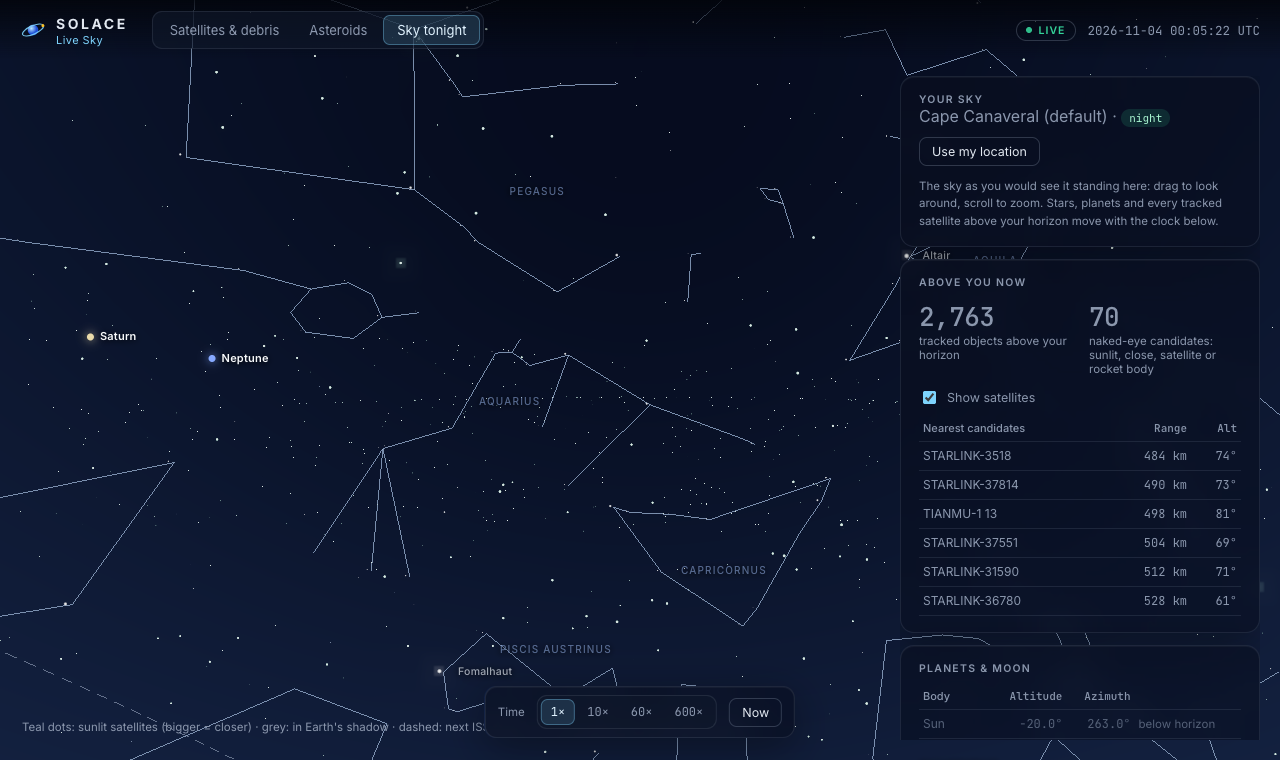 SOLACE
Live Sky
Satellites & debris
Asteroids
Sky tonight
LIVE
2026-11-04 00:05:22 UTC
YOUR SKY
Cape Canaveral (default) · night
Use my location
The sky as you would see it standing here: drag to look
around, scroll to zoom. Stars, planets and every tracked
satellite above your horizon move with the clock below.
PEGASUS
Altair
AQUILA
Saturn
Neptune
AQUARIUS
CAPRICORNUS
PISCIS AUSTRINUS
Fomalhaut
ABOVE YOU NOW
2,763
tracked objects above your
horizon
70
naked-eye candidates:
sunlit, close, satellite or
rocket body
Show satellites
Nearest candidates Range Alt
STARLINK-3518 484 km 74°
STARLINK-37814 490 km 73°
TIANMU-1 13 498 km 81°
STARLINK-37551 504 km 69°
STARLINK-31590 512 km 71°
STARLINK-36780 528 km 61°
PLANETS & MOON
Body Altitude Azimuth
Sun -20.0° 263.0° below horizon
Teal dots: sunlit satellites (bigger = closer) · grey: in Earth's shadow · dashed: next IS
Time 1× 10× 60× 600× Now